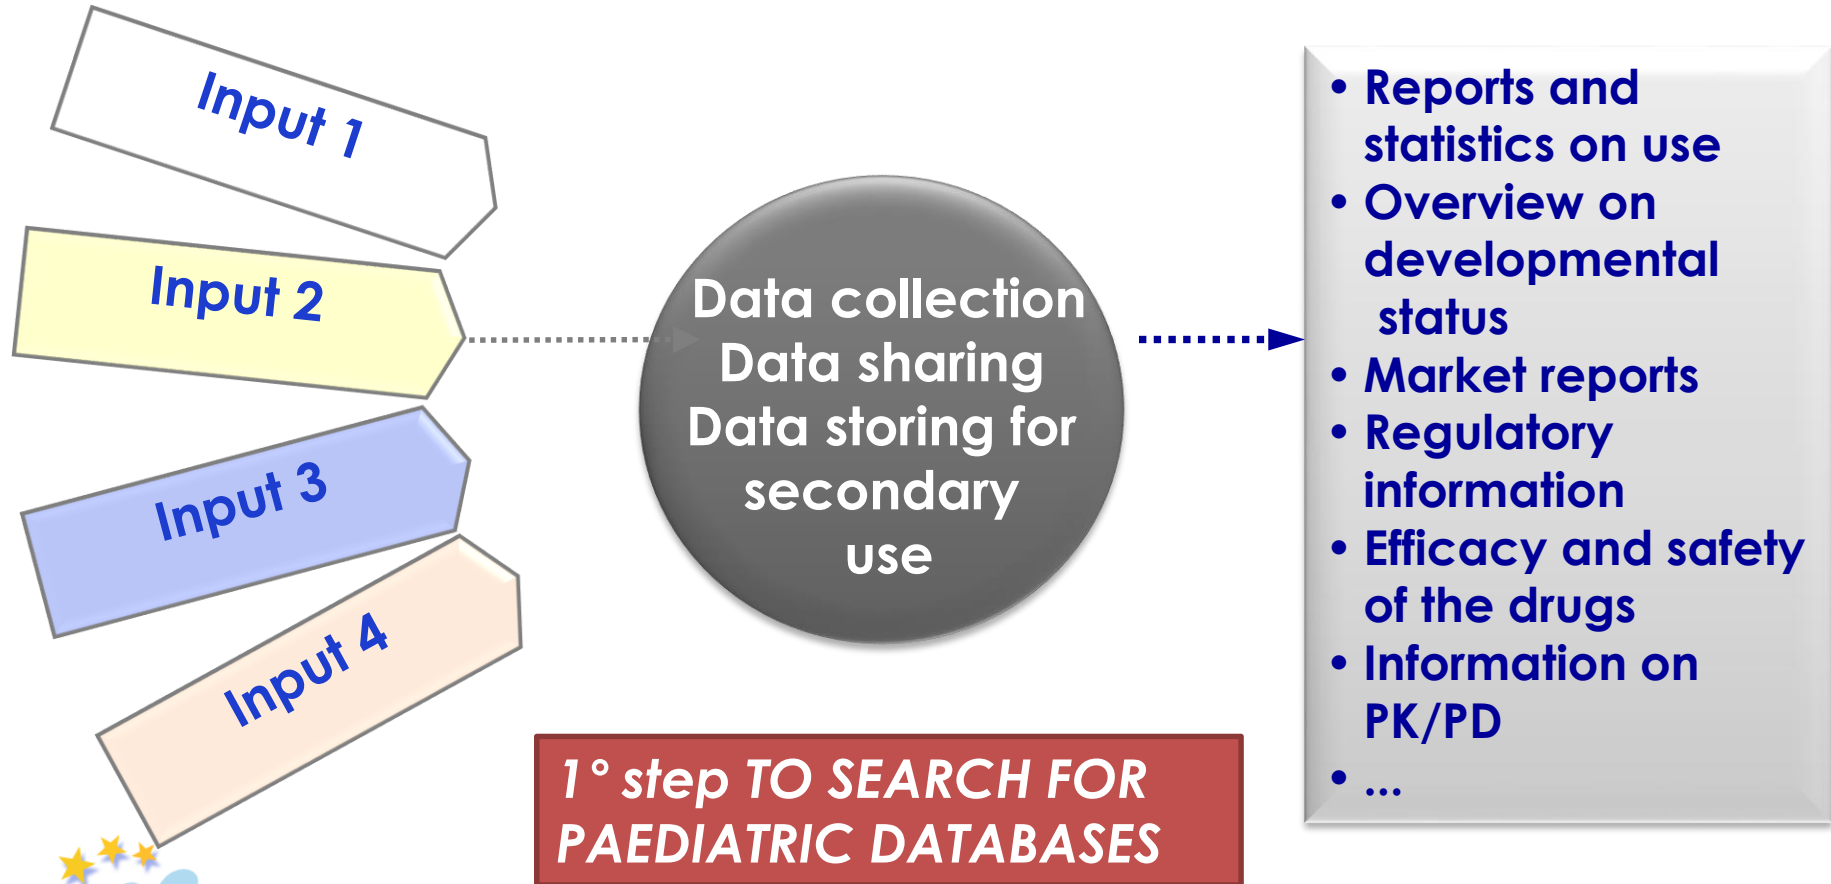 Input 1
Input 2
Input 3
Input 4
Data collection
Data sharing
Data storing for
secondary
use
1° step TO SEARCH FOR
PAEDIATRIC DATABASES
• Reports and
statistics on use
• Overview on
developmental
status
• Market reports
• Regulatory
information
• Efficacy and safety
of the drugs
• Information on
PK/PD
• ...